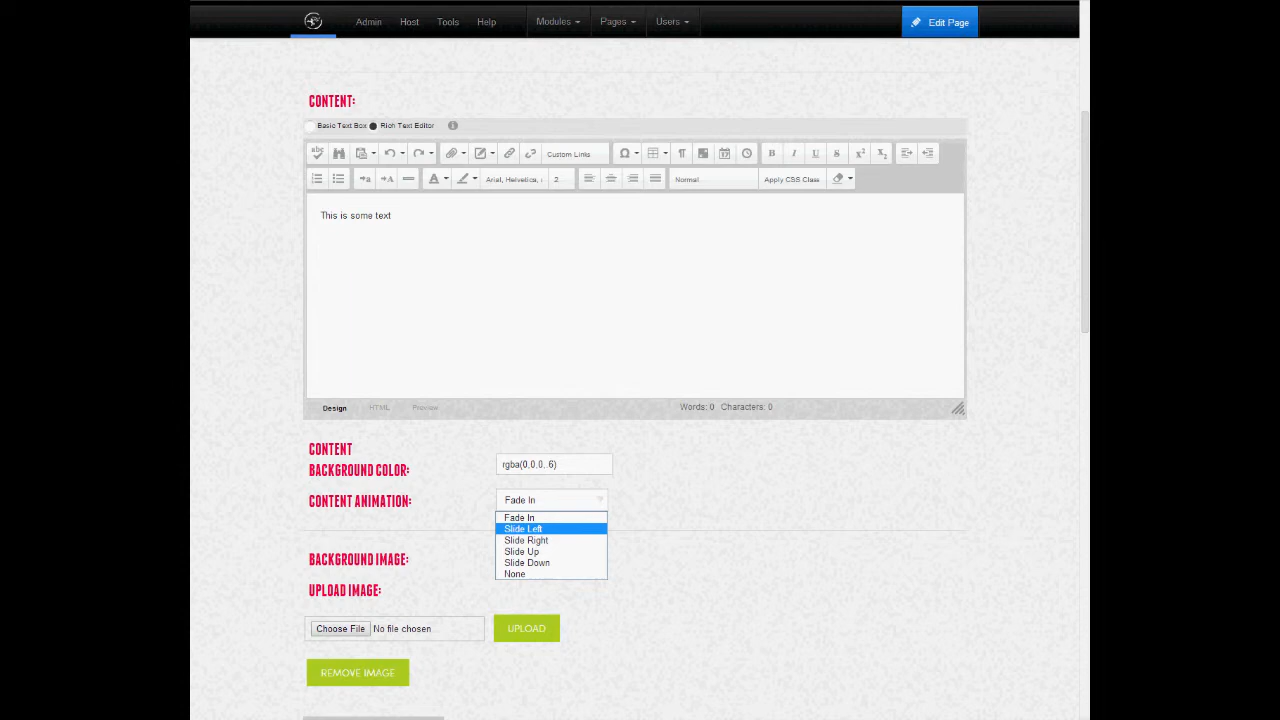 Admin Host Tools Help Modules Pages Users Edit Page
CONTENT:
Basic Text Box Rich Text Editor
Custom Links
Arial, Helvetica, 2 Normal Apply CSS Class
This is some text
Design HTML Preview Words: 0 Characters: 0
CONTENT
BACKGROUND COLOR:
rgba(0,0,0,.6)
CONTENT ANIMATION: Fade In
Fade In
Slide Left
Slide Right
Slide Up
Slide Down
None
BACKGROUND IMAGE:
UPLOAD IMAGE:
Choose File No file chosen UPLOAD
REMOVE IMAGE